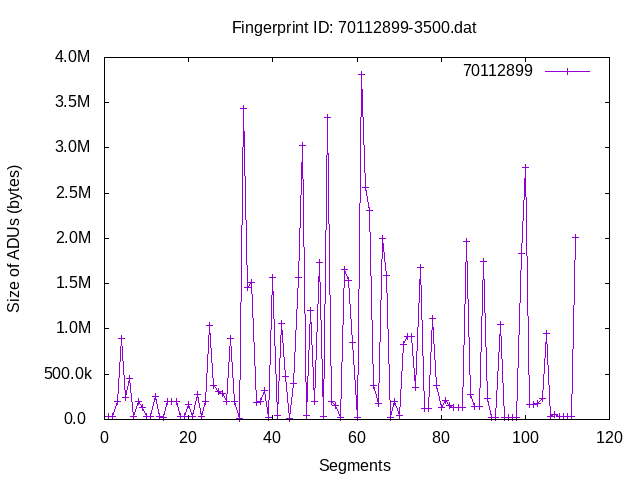 Fingerprint ID: 70112899-3500.dat
70112899
4.0M
3.5M
3.0M
2.5M
2.0M
1.5M
1.0M
500.0k
0.0
Size of ADUs (bytes)
0 20 40 60 80 100 120
Segments